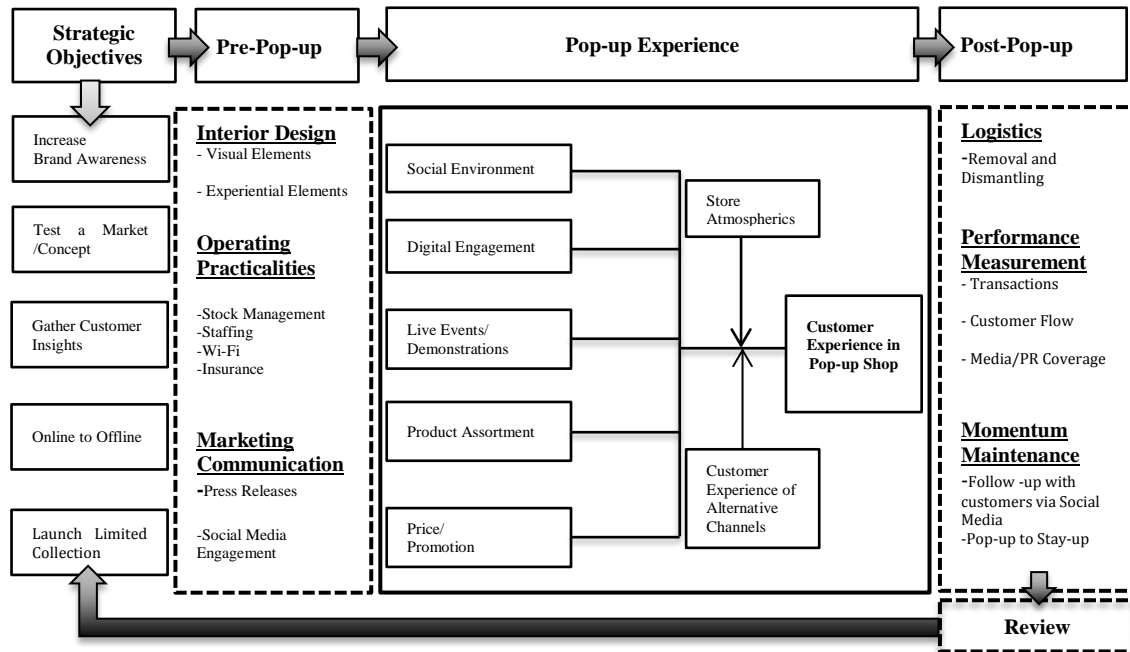 Strategic
Objectives
Pre-Pop-up
Pop-up Experience
Post-Pop-up
Increase
Brand Awareness
Test a Market
/Concept
Gather Customer
Insights
Online to Offline
Launch Limited
Collection
Interior Design
- Visual Elements
- Experiential Elements
Operating
Practicalities
-Stock Management
-Staffing
-Wi-Fi
-Insurance
Marketing
Communication
-Press Releases
-Social Media
Engagement
Social Environment
Digital Engagement
Live Events/
Demonstrations
Product Assortment
Price/
Promotion
Store
Atmospherics
Customer
Experience of
Alternative
Channels
Customer
Experience in
Pop-up Shop
Logistics
-Removal and
Dismantling
Performance
Measurement
- Transactions
- Customer Flow
- Media/PR Coverage
Momentum
Maintenance
-Follow -up with
customers via Social
Media
-Pop-up to Stay-up
Review